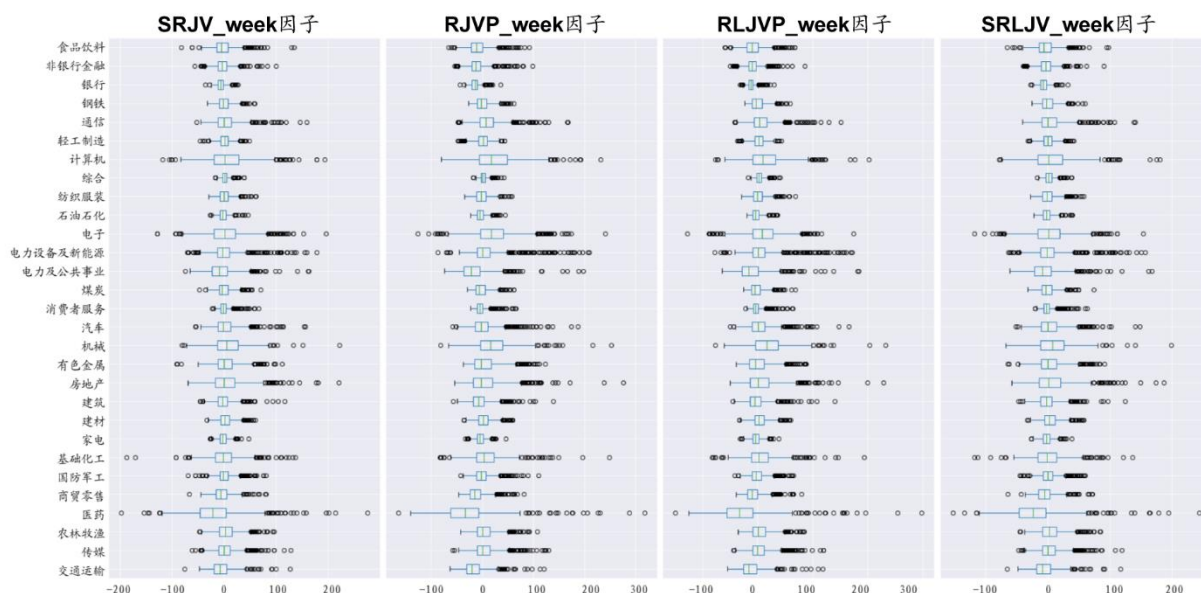 SRJV_week因子 RJVP_week因子 RLJVP_week因子 SRLJV_week因子
食品饮料
非银行金融
银行
钢铁
通信
轻工制造
计算机
综合
纺织服装
石油石化
电子
电力设备及新能源
电力及公共事业
煤炭
消费者服务
汽车
机械
有色金属
房地产
建筑
建材
家电
基础化工
国防军工
商贸零售
医药
农林牧渔
传媒
交通运输
-200 -100 0 100 200 -100 0 100 200 300 -100 0 100 200 300 -100 0 100 200